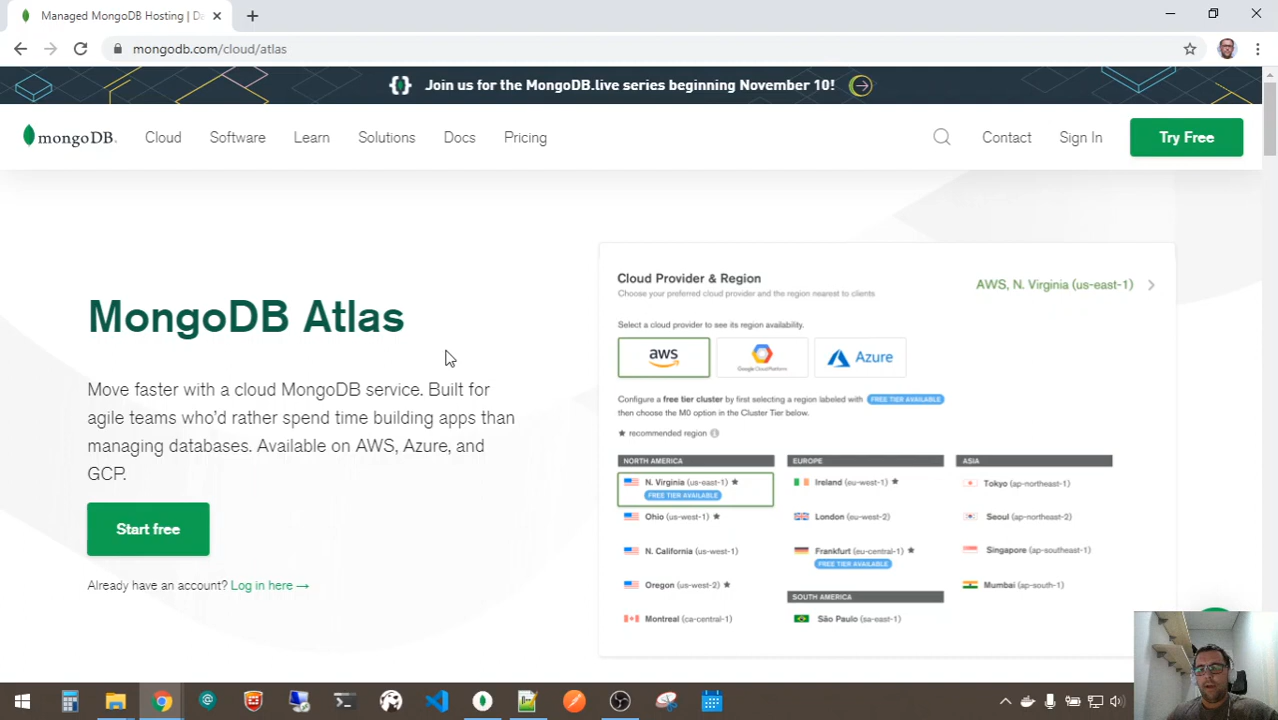 Managed MongoDB Hosting | Da
mongodb.com/cloud/atlas
Join us for the MongoDB.live series beginning November 10!
mongoDB.
Cloud
Software
Learn
Solutions
Docs
Pricing
Contact
Sign In
Try Free
MongoDB Atlas
Move faster with a cloud MongoDB service. Built for
agile teams who'd rather spend time building apps than
managing databases. Available on AWS, Azure, and
GCP.
Start free
Already have an account? Log in here →
Cloud Provider & Region
AWS, N. Virginia (us-east-1)
Choose your preferred cloud provider and the region nearest to clients
Select a cloud provider to see its region availability.
aws
Google Cloud Platform
Azure
Configure a free tier cluster by first selecting a region labeled with FREE TIER AVAILABLE
then choose the M0 option in the Cluster Tier below.
★ recommended region
NORTH AMERICA
N. Virginia (us-east-1) ★
FREE TIER AVAILABLE
Ohio (us-west-1) ★
N. California (us-west-1)
Oregon (us-west-2) ★
Montreal (ca-central-1)
EUROPE
Ireland (eu-west-1) ★
London (eu-west-2)
Frankfurt (eu-central-1) ★
FREE TIER AVAILABLE
SOUTH AMERICA
São Paulo (sa-east-1)
ASIA
Tokyo (ap-northeast-1)
Seoul (ap-northeast-2)
Singapore (ap-southeast-1)
Mumbai (ap-south-1)